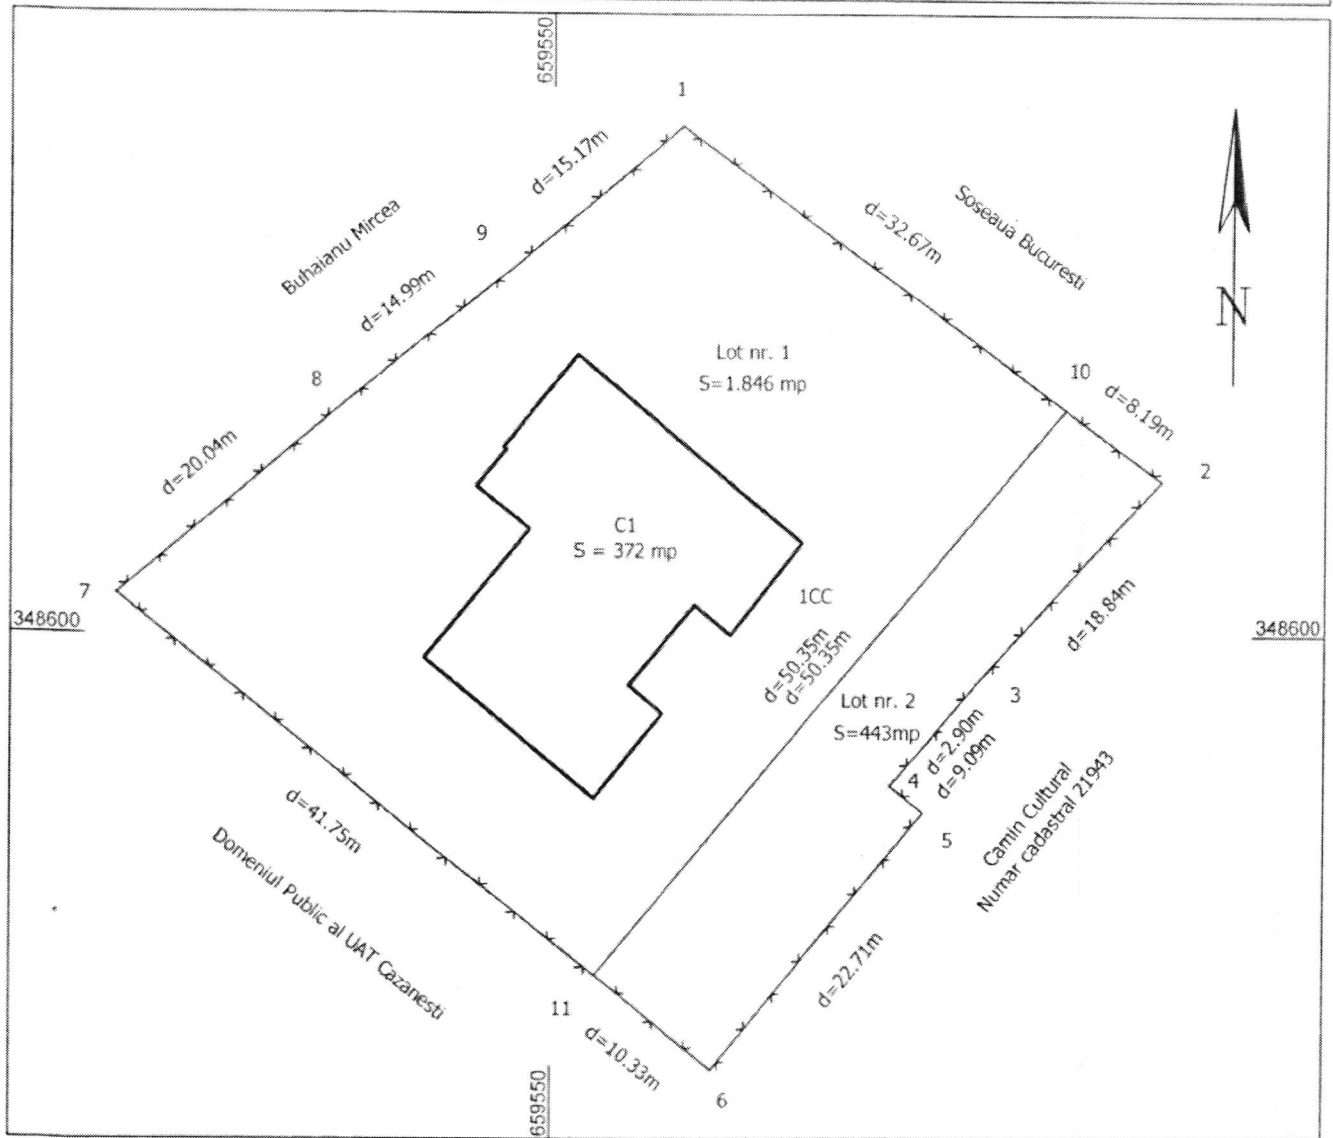 659550
1
d=15.17m
Buhaianu Mircea
9
d=32.67m
Soseaua Bucuresti
d=14.99m
N
8
Lot nr. 1
S=1.846 mp
10
d=8.19m
d=20.04m
2
C1
S = 372 mp
7
1CC
348600
348600
d=18.84m
d=50.35m
d=50.35m
Lot nr. 2
S=443mp
3
d=2.90m
d=9.09m
4
5
Camin Cultural
Numar cadastral 21943
d=41.75m
Domeniul Public al UAT Cazanesti
d=22.71m
11
d=10.33m
6
659550